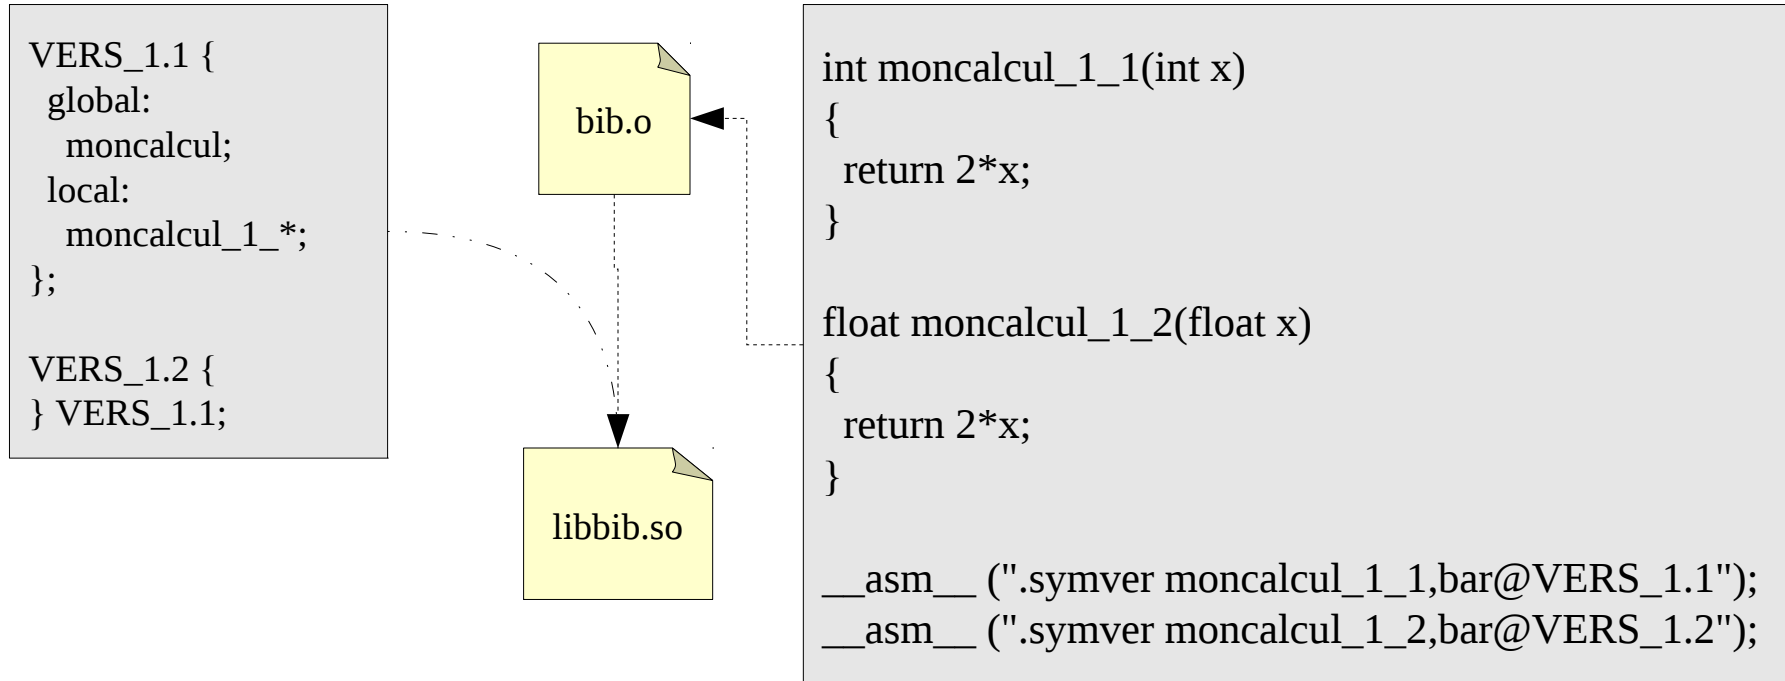 VERS_1.1 {
global:
moncalcul;
local:
moncalcul_1_*;
};
VERS_1.2 {
} VERS_1.1;
bib.o
libbib.so
int moncalcul_1_1(int x)
{
return 2*x;
}
float moncalcul_1_2(float x)
{
return 2*x;
}
__asm__ (".symver moncalcul_1_1,bar@VERS_1.1");
__asm__ (".symver moncalcul_1_2,bar@VERS_1.2");